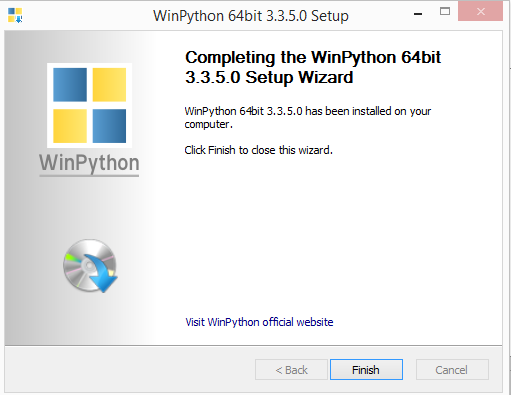 WinPython 64bit 3.3.5.0 Setup
Completing the WinPython 64bit
3.3.5.0 Setup Wizard
WinPython 64bit 3.3.5.0 has been installed on your
computer.
Click Finish to close this wizard.
WinPython
Visit WinPython official website
< Back
Finish
Cancel